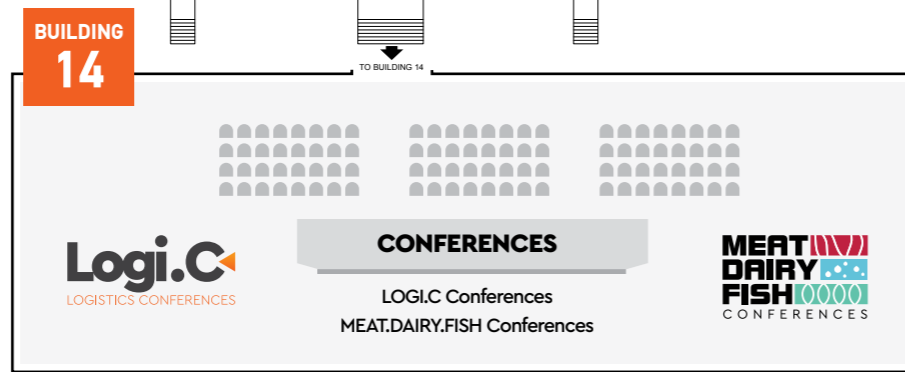 BUILDING
14
TO BUILDING 14
CONFERENCES
Logi.C
LOGISTICS CONFERENCES
LOGI.C Conferences
MEAT.DAIRY.FISH Conferences
MEAT
DAIRY
FISH
CONFERENCES